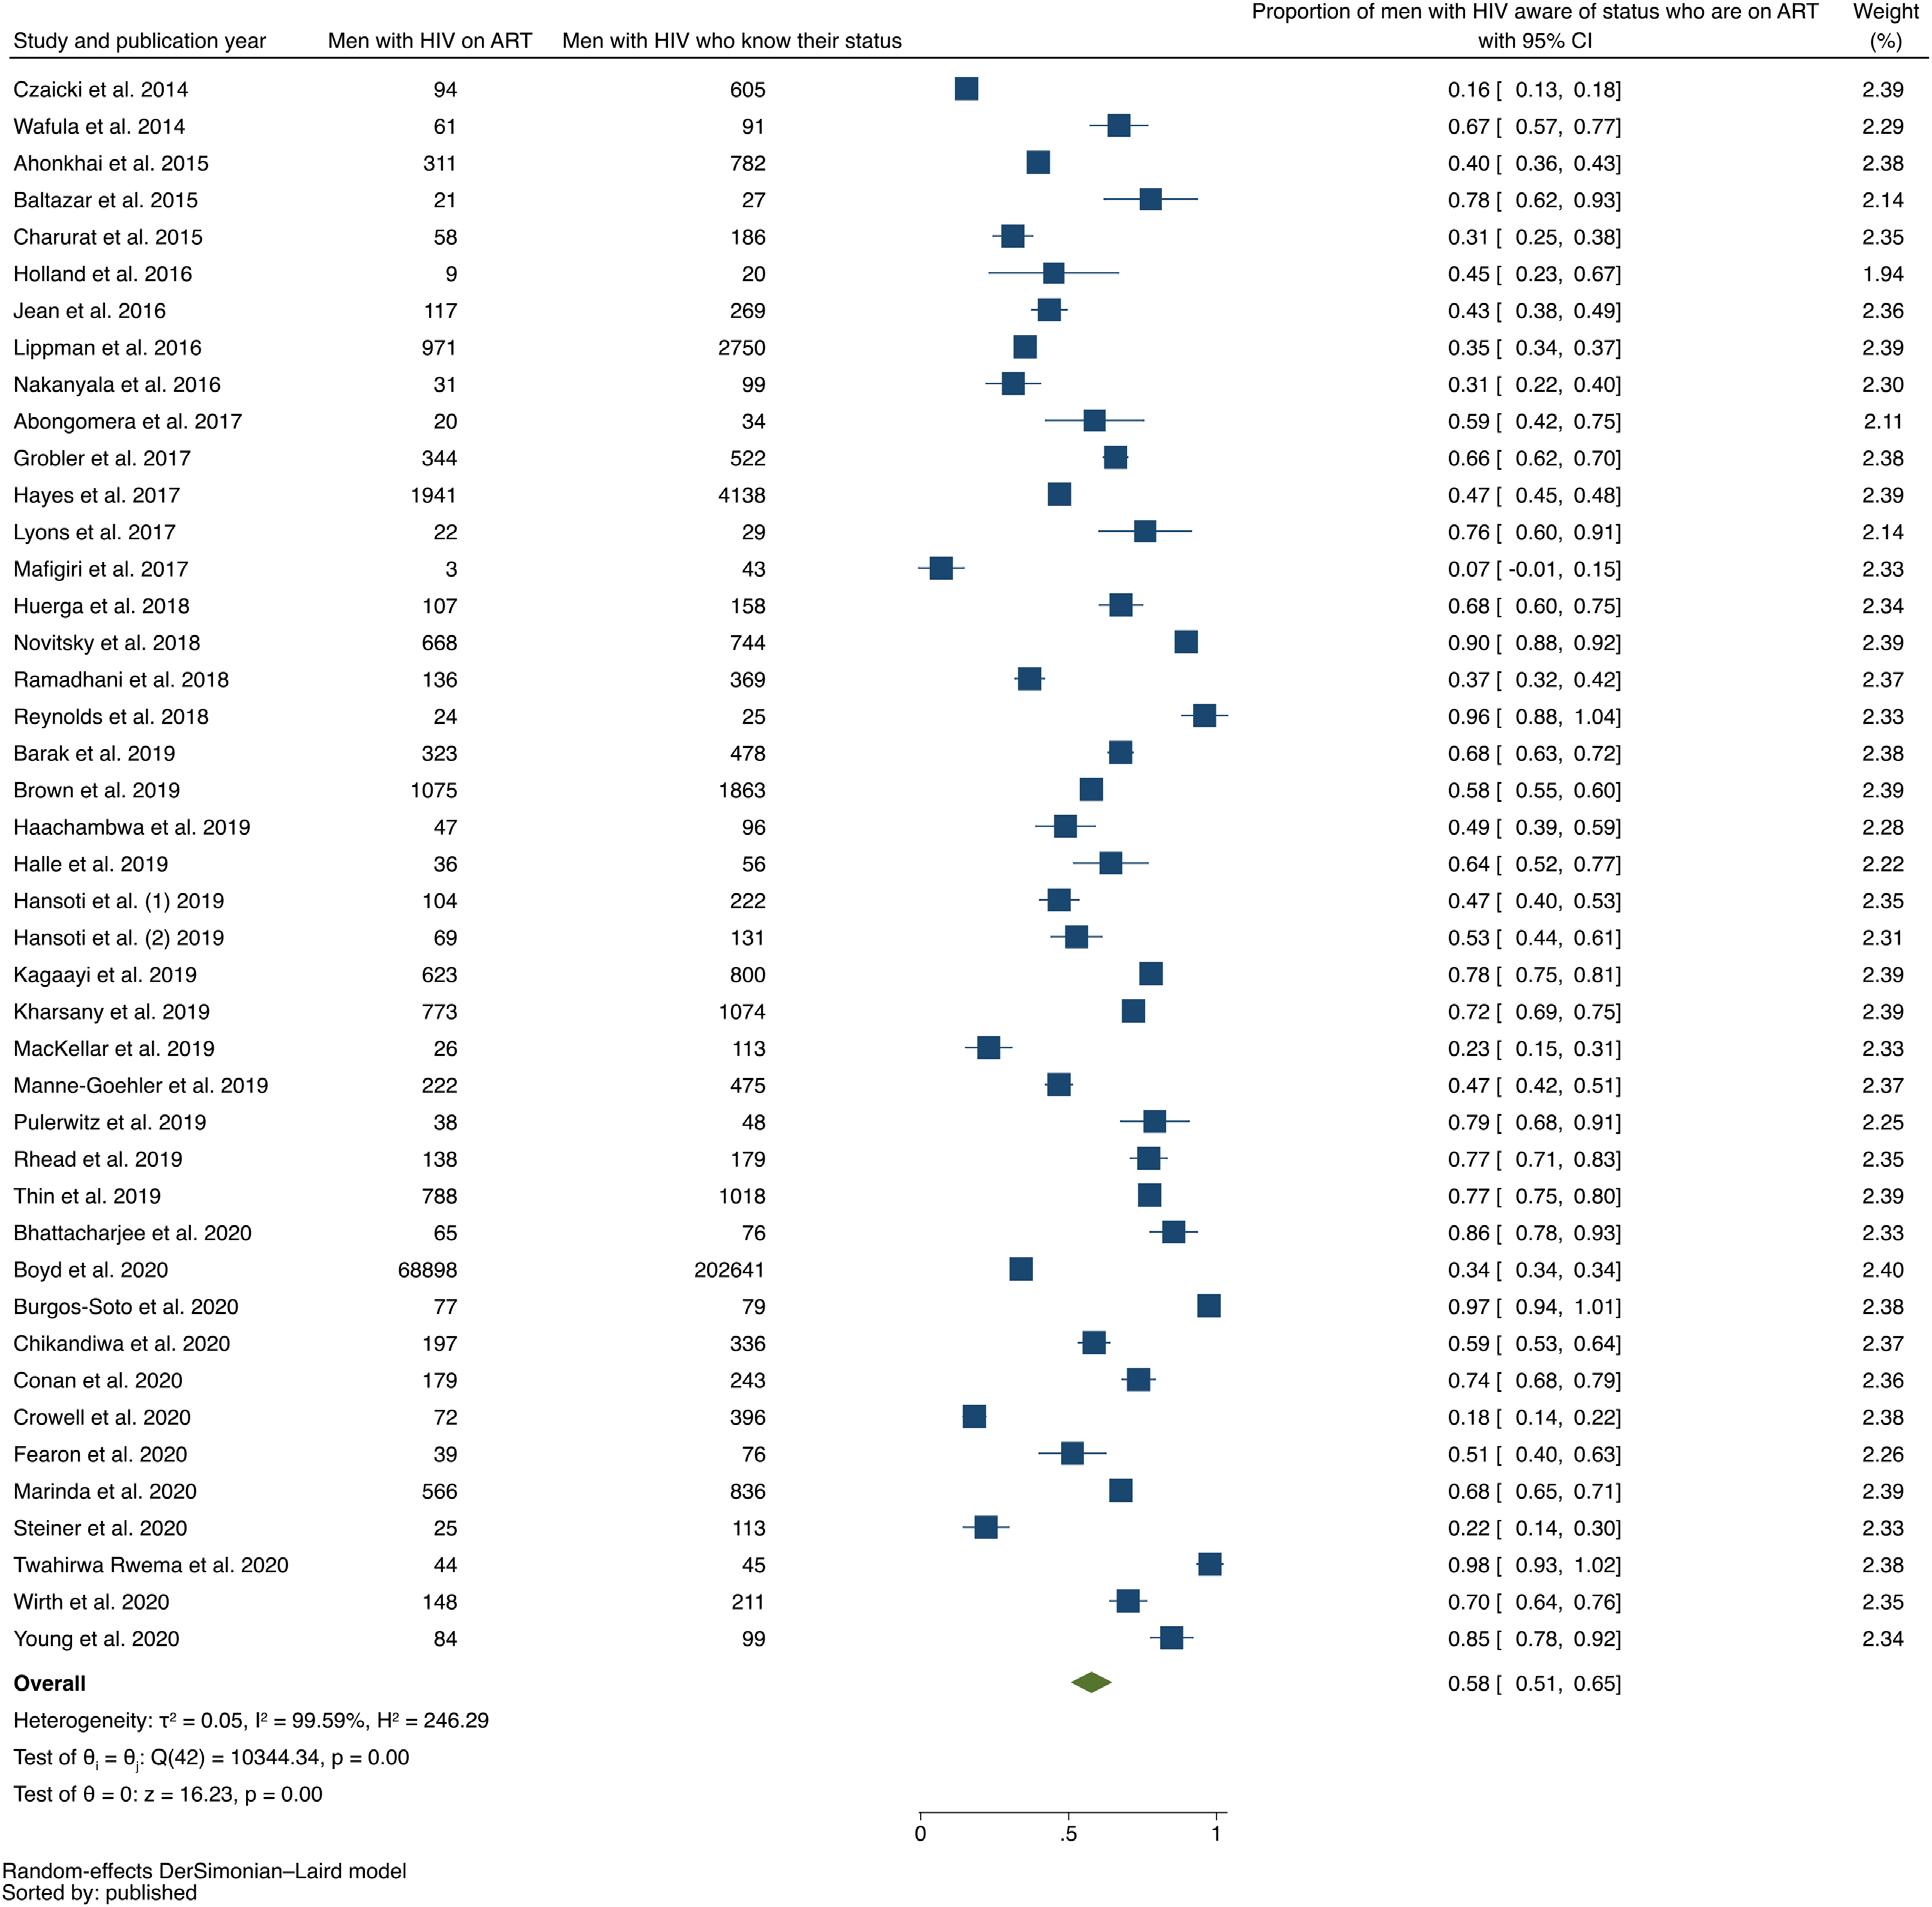 Proportion of men with HIV aware of status who are on ART Weight
Study and publication year Men with HIV on ART Men with HIV who know their status with 95% CI (%)
Czaicki et al. 2014 94 605 0.16 [ 0.13, 0.18] 2.39
Wafula et al. 2014 61 91 0.67 [ 0.57, 0.77] 2.29
Ahonkhai et al. 2015 311 782 0.40 [ 0.36, 0.43] 2.38
Baltazar et al. 2015 21 27 0.78 [ 0.62, 0.93] 2.14
Charurat et al. 2015 58 186 0.31 [ 0.25, 0.38] 2.35
Holland et al. 2016 9 20 0.45 [ 0.23, 0.67] 1.94
Jean et al. 2016 117 269 0.43 [ 0.38, 0.49] 2.36
Lippman et al. 2016 971 2750 0.35 [ 0.34, 0.37] 2.39
Nakanyala et al. 2016 31 99 0.31 [ 0.22, 0.40] 2.30
Abongomera et al. 2017 20 34 0.59 [ 0.42, 0.75] 2.11
Grobler et al. 2017 344 522 0.66 [ 0.62, 0.70] 2.38
Hayes et al. 2017 1941 4138 0.47 [ 0.45, 0.48] 2.39
Lyons et al. 2017 22 29 0.76 [ 0.60, 0.91] 2.14
Mafigiri et al. 2017 3 43 0.07 [ -0.01, 0.15] 2.33
Huerga et al. 2018 107 158 0.68 [ 0.60, 0.75] 2.34
Novitsky et al. 2018 668 744 0.90 [ 0.88, 0.92] 2.39
Ramadhani et al. 2018 136 369 0.37 [ 0.32, 0.42] 2.37
Reynolds et al. 2018 24 25 0.96 [ 0.88, 1.04] 2.33
Barak et al. 2019 323 478 0.68 [ 0.63, 0.72] 2.38
Brown et al. 2019 1075 1863 0.58 [ 0.55, 0.60] 2.39
Haachambwa et al. 2019 47 96 0.49 [ 0.39, 0.59] 2.28
Halle et al. 2019 36 56 0.64 [ 0.52, 0.77] 2.22
Hansoti et al. (1) 2019 104 222 0.47 [ 0.40, 0.53] 2.35
Hansoti et al. (2) 2019 69 131 0.53 [ 0.44, 0.61] 2.31
Kagaayi et al. 2019 623 800 0.78 [ 0.75, 0.81] 2.39
Kharsany et al. 2019 773 1074 0.72 [ 0.69, 0.75] 2.39
MacKellar et al. 2019 26 113 0.23 [ 0.15, 0.31] 2.33
Manne-Goehler et al. 2019 222 475 0.47 [ 0.42, 0.51] 2.37
Pulerwitz et al. 2019 38 48 0.79 [ 0.68, 0.91] 2.25
Rhead et al. 2019 138 179 0.77 [ 0.71, 0.83] 2.35
Thin et al. 2019 788 1018 0.77 [ 0.75, 0.80] 2.39
Bhattacharjee et al. 2020 65 76 0.86 [ 0.78, 0.93] 2.33
Boyd et al. 2020 68898 202641 0.34 [ 0.34, 0.34] 2.40
Burgos-Soto et al. 2020 77 79 0.97 [ 0.94, 1.01] 2.38
Chikandiwa et al. 2020 197 336 0.59 [ 0.53, 0.64] 2.37
Conan et al. 2020 179 243 0.74 [ 0.68, 0.79] 2.36
Crowell et al. 2020 72 396 0.18 [ 0.14, 0.22] 2.38
Fearon et al. 2020 39 76 0.51 [ 0.40, 0.63] 2.26
Marinda et al. 2020 566 836 0.68 [ 0.65, 0.71] 2.39
Steiner et al. 2020 25 113 0.22 [ 0.14, 0.30] 2.33
Twahirwa Rwema et al. 2020 44 45 0.98 [ 0.93, 1.02] 2.38
Wirth et al. 2020 148 211 0.70 [ 0.64, 0.76] 2.35
Young et al. 2020 84 99 0.85 [ 0.78, 0.92] 2.34
Overall 0.58 [ 0.51, 0.65]
Heterogeneity: τ² = 0.05, I² = 99.59%, H² = 246.29
Test of θi = θj: Q(42) = 10344.34, p = 0.00
Test of θ = 0: z = 16.23, p = 0.00
0 .5 1
Random-effects DerSimonian–Laird model
Sorted by: published